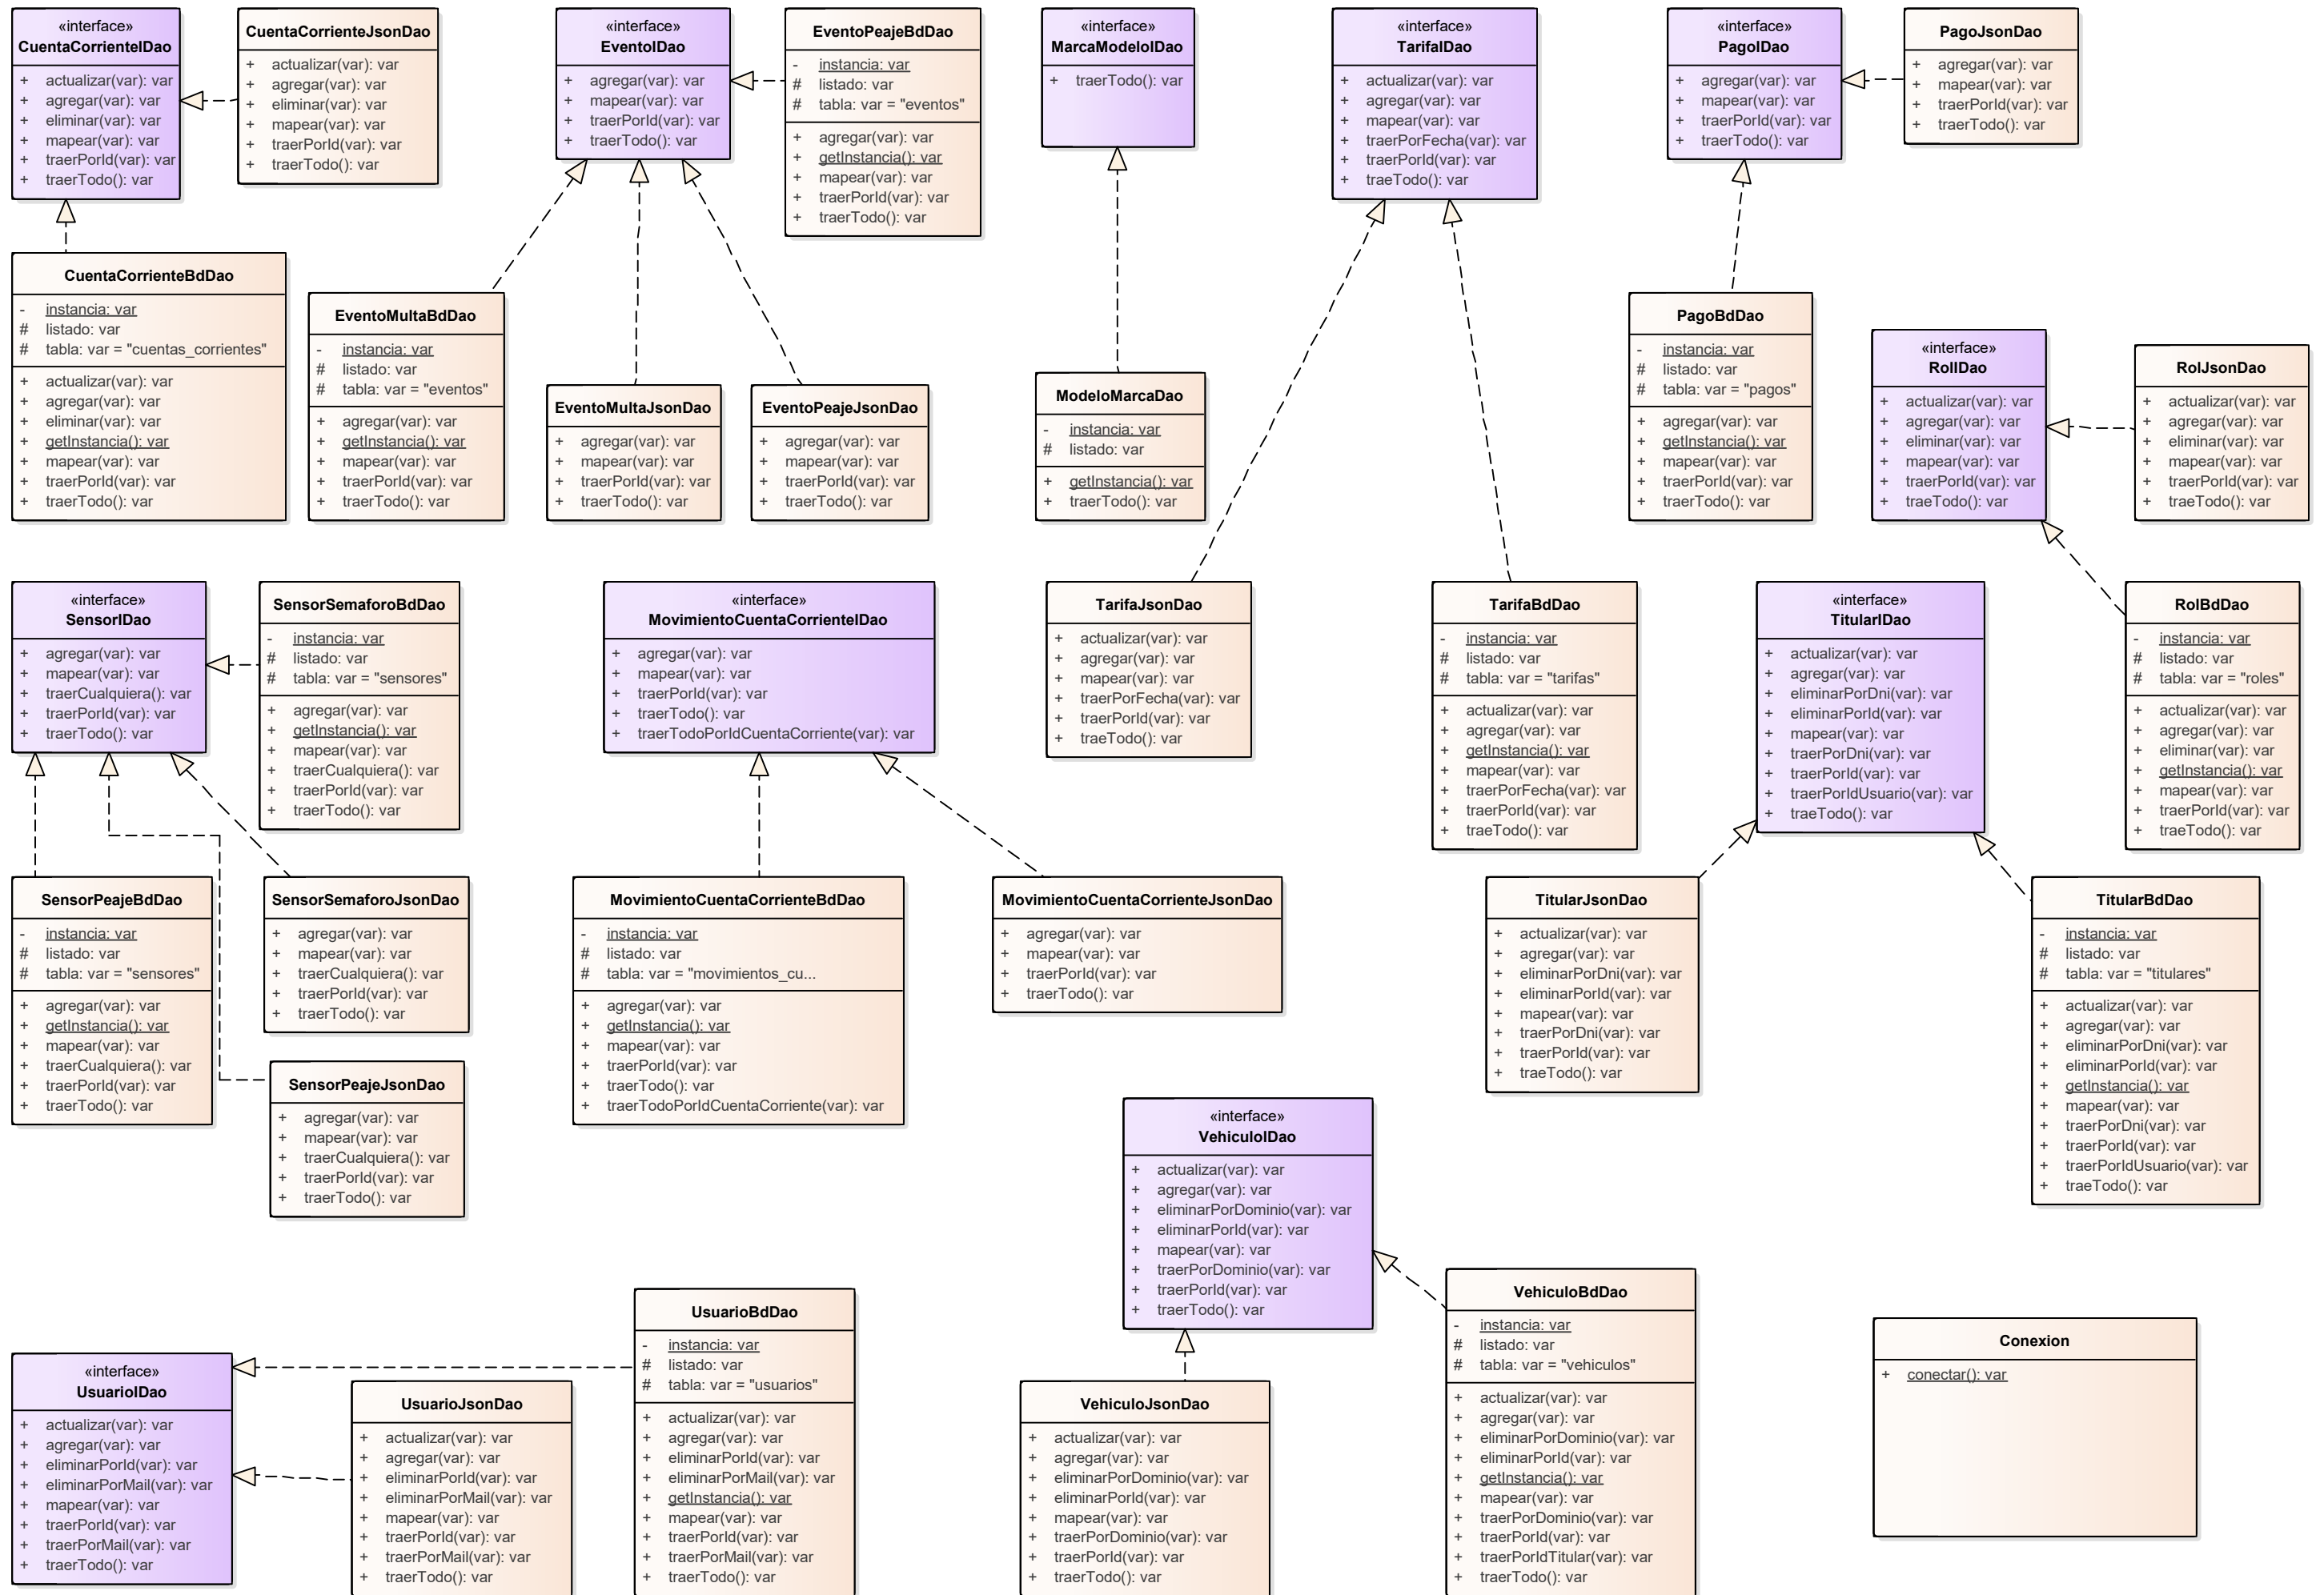 «interface»
CuentaCorrienteIDao
+ actualizar(var): var
+ agregar(var): var
+ eliminar(var): var
+ mapear(var): var
+ traerPorId(var): var
+ traerTodo(): var
CuentaCorrienteJsonDao
+ actualizar(var): var
+ agregar(var): var
+ eliminar(var): var
+ mapear(var): var
+ traerPorId(var): var
+ traerTodo(): var
«interface»
EventoIDao
+ agregar(var): var
+ mapear(var): var
+ traerPorId(var): var
+ traerTodo(): var
EventoPeajeBdDao
- instancia: var
# listado: var
# tabla: var = "eventos"
+ agregar(var): var
+ getInstancia(): var
+ mapear(var): var
+ traerPorId(var): var
+ traerTodo(): var
«interface»
MarcaModeloIDao
+ traerTodo(): var
«interface»
TarifaIDao
+ actualizar(var): var
+ agregar(var): var
+ mapear(var): var
+ traerPorFecha(var): var
+ traerPorId(var): var
+ traeTodo(): var
«interface»
PagoIDao
+ agregar(var): var
+ mapear(var): var
+ traerPorId(var): var
+ traerTodo(): var
PagoJsonDao
+ agregar(var): var
+ mapear(var): var
+ traerPorId(var): var
+ traerTodo(): var
CuentaCorrienteBdDao
- instancia: var
# listado: var
# tabla: var = "cuentas_corrientes"
+ actualizar(var): var
+ agregar(var): var
+ eliminar(var): var
+ getInstancia(): var
+ mapear(var): var
+ traerPorId(var): var
+ traerTodo(): var
EventoMultaBdDao
- instancia: var
# listado: var
# tabla: var = "eventos"
+ agregar(var): var
+ getInstancia(): var
+ mapear(var): var
+ traerPorId(var): var
+ traerTodo(): var
EventoMultaJsonDao
+ agregar(var): var
+ mapear(var): var
+ traerPorId(var): var
+ traerTodo(): var
EventoPeajeJsonDao
+ agregar(var): var
+ mapear(var): var
+ traerPorId(var): var
+ traerTodo(): var
ModeloMarcaDao
- instancia: var
# listado: var
+ getInstancia(): var
+ traerTodo(): var
PagoBdDao
- instancia: var
# listado: var
# tabla: var = "pagos"
+ agregar(var): var
+ getInstancia(): var
+ mapear(var): var
+ traerPorId(var): var
+ traerTodo(): var
«interface»
RolIDao
+ actualizar(var): var
+ agregar(var): var
+ eliminar(var): var
+ mapear(var): var
+ traerPorId(var): var
+ traeTodo(): var
RolJsonDao
+ actualizar(var): var
+ agregar(var): var
+ eliminar(var): var
+ mapear(var): var
+ traerPorId(var): var
+ traeTodo(): var
«interface»
SensorIDao
+ agregar(var): var
+ mapear(var): var
+ traerCualquiera(): var
+ traerPorId(var): var
+ traerTodo(): var
SensorSemaforoBdDao
- instancia: var
# listado: var
# tabla: var = "sensores"
+ agregar(var): var
+ getInstancia(): var
+ mapear(var): var
+ traerCualquiera(): var
+ traerPorId(var): var
+ traerTodo(): var
«interface»
MovimientoCuentaCorrienteIDao
+ agregar(var): var
+ mapear(var): var
+ traerPorId(var): var
+ traerTodo(): var
+ traerTodoPorIdCuentaCorriente(var): var
TarifaJsonDao
+ actualizar(var): var
+ agregar(var): var
+ mapear(var): var
+ traerPorFecha(var): var
+ traerPorId(var): var
+ traeTodo(): var
TarifaBdDao
- instancia: var
# listado: var
# tabla: var = "tarifas"
+ actualizar(var): var
+ agregar(var): var
+ getInstancia(): var
+ mapear(var): var
+ traerPorFecha(var): var
+ traerPorId(var): var
+ traeTodo(): var
«interface»
TitularIDao
+ actualizar(var): var
+ agregar(var): var
+ eliminarPorDni(var): var
+ eliminarPorId(var): var
+ mapear(var): var
+ traerPorDni(var): var
+ traerPorId(var): var
+ traerPorIdUsuario(var): var
+ traeTodo(): var
RolBdDao
- instancia: var
# listado: var
# tabla: var = "roles"
+ actualizar(var): var
+ agregar(var): var
+ eliminar(var): var
+ getInstancia(): var
+ mapear(var): var
+ traerPorId(var): var
+ traeTodo(): var
SensorPeajeBdDao
- instancia: var
# listado: var
# tabla: var = "sensores"
+ agregar(var): var
+ getInstancia(): var
+ mapear(var): var
+ traerCualquiera(): var
+ traerPorId(var): var
+ traerTodo(): var
SensorSemaforoJsonDao
+ agregar(var): var
+ mapear(var): var
+ traerCualquiera(): var
+ traerPorId(var): var
+ traerTodo(): var
SensorPeajeJsonDao
+ agregar(var): var
+ mapear(var): var
+ traerCualquiera(): var
+ traerPorId(var): var
+ traerTodo(): var
MovimientoCuentaCorrienteBdDao
- instancia: var
# listado: var
# tabla: var = "movimientos_cu...
+ agregar(var): var
+ getInstancia(): var
+ mapear(var): var
+ traerPorId(var): var
+ traerTodo(): var
+ traerTodoPorIdCuentaCorriente(var): var
MovimientoCuentaCorrienteJsonDao
+ agregar(var): var
+ mapear(var): var
+ traerPorId(var): var
+ traerTodo(): var
TitularJsonDao
+ actualizar(var): var
+ agregar(var): var
+ eliminarPorDni(var): var
+ eliminarPorId(var): var
+ mapear(var): var
+ traerPorDni(var): var
+ traerPorId(var): var
+ traeTodo(): var
TitularBdDao
- instancia: var
# listado: var
# tabla: var = "titulares"
+ actualizar(var): var
+ agregar(var): var
+ eliminarPorDni(var): var
+ eliminarPorId(var): var
+ getInstancia(): var
+ mapear(var): var
+ traerPorDni(var): var
+ traerPorId(var): var
+ traerPorIdUsuario(var): var
+ traeTodo(): var
«interface»
VehiculoIDao
+ actualizar(var): var
+ agregar(var): var
+ eliminarPorDominio(var): var
+ eliminarPorId(var): var
+ mapear(var): var
+ traerPorDominio(var): var
+ traerPorId(var): var
+ traerTodo(): var
«interface»
UsuarioIDao
+ actualizar(var): var
+ agregar(var): var
+ eliminarPorId(var): var
+ eliminarPorMail(var): var
+ mapear(var): var
+ traerPorId(var): var
+ traerPorMail(var): var
+ traerTodo(): var
UsuarioJsonDao
+ actualizar(var): var
+ agregar(var): var
+ eliminarPorId(var): var
+ eliminarPorMail(var): var
+ mapear(var): var
+ traerPorId(var): var
+ traerPorMail(var): var
+ traerTodo(): var
UsuarioBdDao
- instancia: var
# listado: var
# tabla: var = "usuarios"
+ actualizar(var): var
+ agregar(var): var
+ eliminarPorId(var): var
+ eliminarPorMail(var): var
+ getInstancia(): var
+ mapear(var): var
+ traerPorId(var): var
+ traerPorMail(var): var
+ traerTodo(): var
VehiculoJsonDao
+ actualizar(var): var
+ agregar(var): var
+ eliminarPorDominio(var): var
+ eliminarPorId(var): var
+ mapear(var): var
+ traerPorDominio(var): var
+ traerPorId(var): var
+ traerTodo(): var
VehiculoBdDao
- instancia: var
# listado: var
# tabla: var = "vehiculos"
+ actualizar(var): var
+ agregar(var): var
+ eliminarPorDominio(var): var
+ eliminarPorId(var): var
+ getInstancia(): var
+ mapear(var): var
+ traerPorDominio(var): var
+ traerPorId(var): var
+ traerPorIdTitular(var): var
+ traerTodo(): var
Conexion
+ conectar(): var